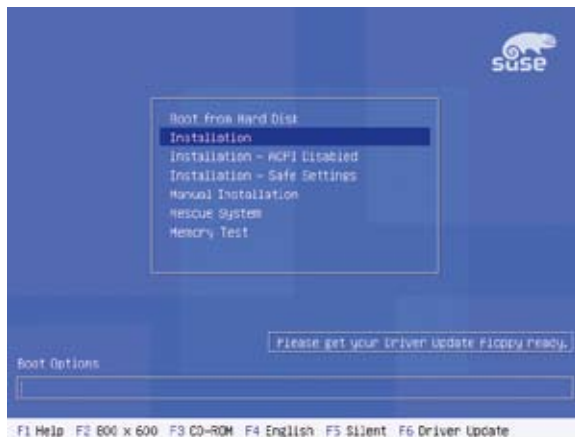 SUSE
Boot from Hard Disk
Installation
Installation - ACPI Disabled
Installation - Safe Settings
Manual Installation
Rescue System
Memory Test
Please get your Driver Update Floppy ready.
Boot Options
F1 Help F2 800 x 600 F3 CD-ROM F4 English F5 Silent F6 Driver Update